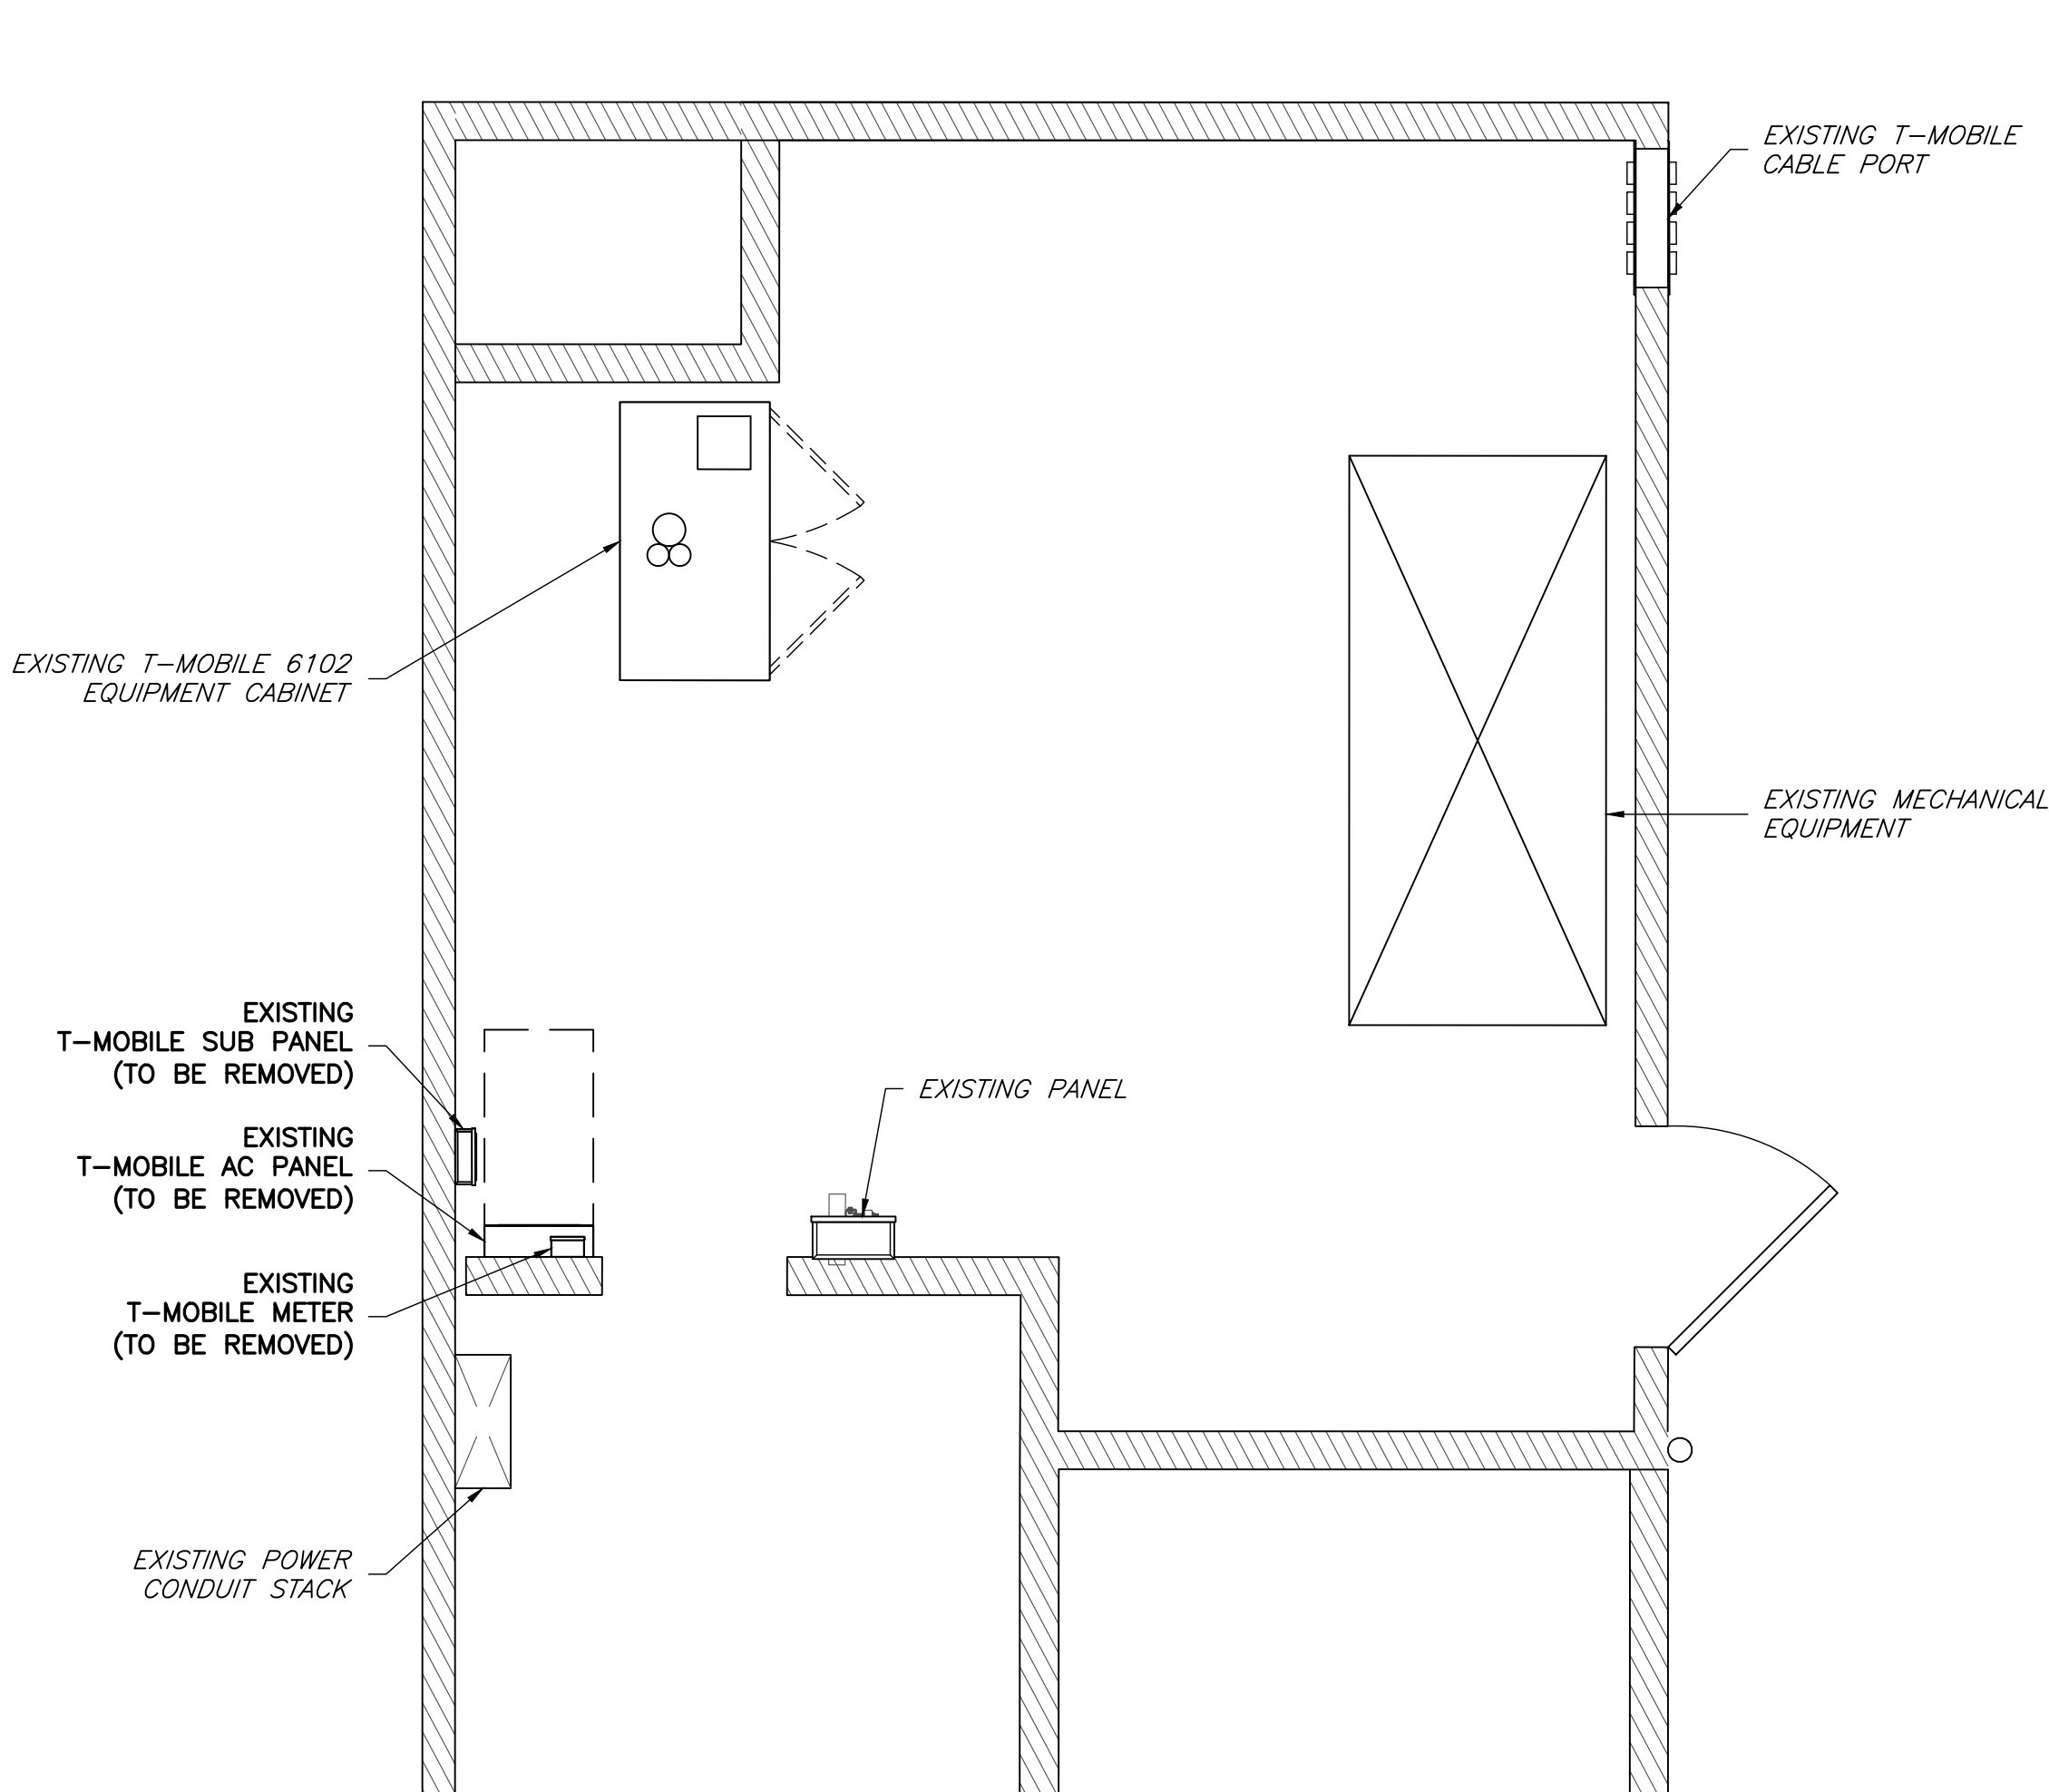 EXISTING T-MOBILE
CABLE PORT
EXISTING T-MOBILE 6102
EQUIPMENT CABINET
EXISTING MECHANICAL
EQUIPMENT
EXISTING
T-MOBILE SUB PANEL
(TO BE REMOVED)
EXISTING PANEL
EXISTING
T-MOBILE AC PANEL
(TO BE REMOVED)
EXISTING
T-MOBILE METER
(TO BE REMOVED)
EXISTING POWER
CONDUIT STACK